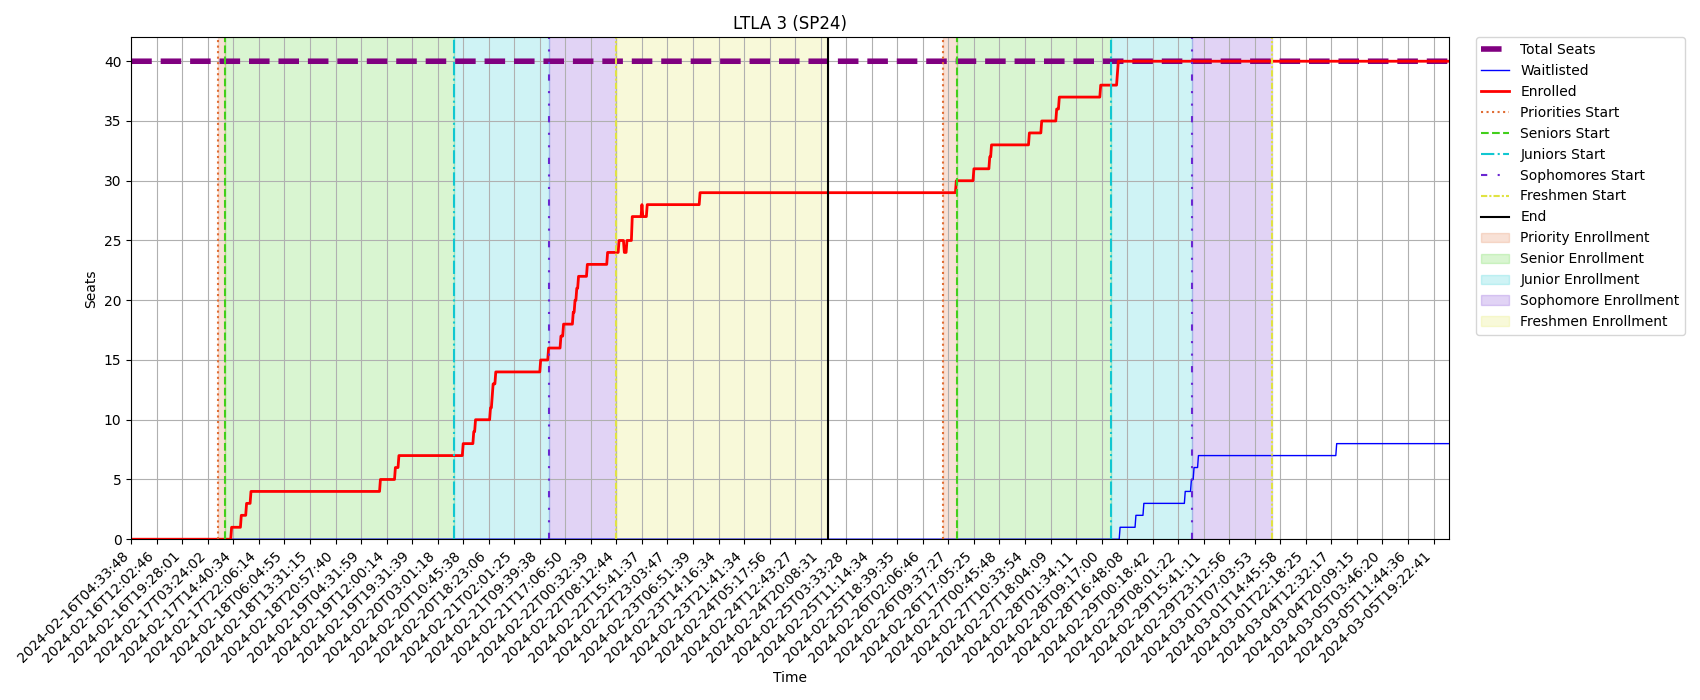 LTLA 3 (SP24)
Seats
40
35
30
25
20
15
10
5
0
2024-02-16T04:33:48
2024-02-16T12:02:46
2024-02-16T19:28:01
2024-02-17T03:24:02
2024-02-17T14:40:34
2024-02-17T22:06:14
2024-02-18T06:04:55
2024-02-18T13:31:15
2024-02-18T20:57:40
2024-02-19T04:31:59
2024-02-19T12:00:14
2024-02-19T19:31:39
2024-02-20T03:01:18
2024-02-20T10:45:38
2024-02-20T18:23:06
2024-02-21T02:01:25
2024-02-21T09:39:38
2024-02-21T17:06:50
2024-02-22T00:32:39
2024-02-22T08:12:44
2024-02-22T15:41:37
2024-02-22T23:03:47
2024-02-23T06:51:39
2024-02-23T14:16:34
2024-02-23T21:41:34
2024-02-24T05:17:56
2024-02-24T12:43:27
2024-02-24T20:08:31
2024-02-25T03:33:28
2024-02-25T11:14:34
2024-02-25T18:39:35
2024-02-26T02:06:46
2024-02-26T09:37:27
2024-02-26T17:05:25
2024-02-27T00:45:48
2024-02-27T10:33:54
2024-02-27T18:04:09
2024-02-28T01:34:11
2024-02-28T09:17:00
2024-02-28T16:48:08
2024-02-29T00:18:42
2024-02-29T08:01:22
2024-02-29T15:41:11
2024-02-29T23:12:56
2024-03-01T07:03:53
2024-03-01T14:45:58
2024-03-01T22:18:25
2024-03-04T12:32:17
2024-03-04T20:09:15
2024-03-05T03:46:20
2024-03-05T11:44:36
2024-03-05T19:22:41
Time
Total Seats
Waitlisted
Enrolled
Priorities Start
Seniors Start
Juniors Start
Sophomores Start
Freshmen Start
End
Priority Enrollment
Senior Enrollment
Junior Enrollment
Sophomore Enrollment
Freshmen Enrollment